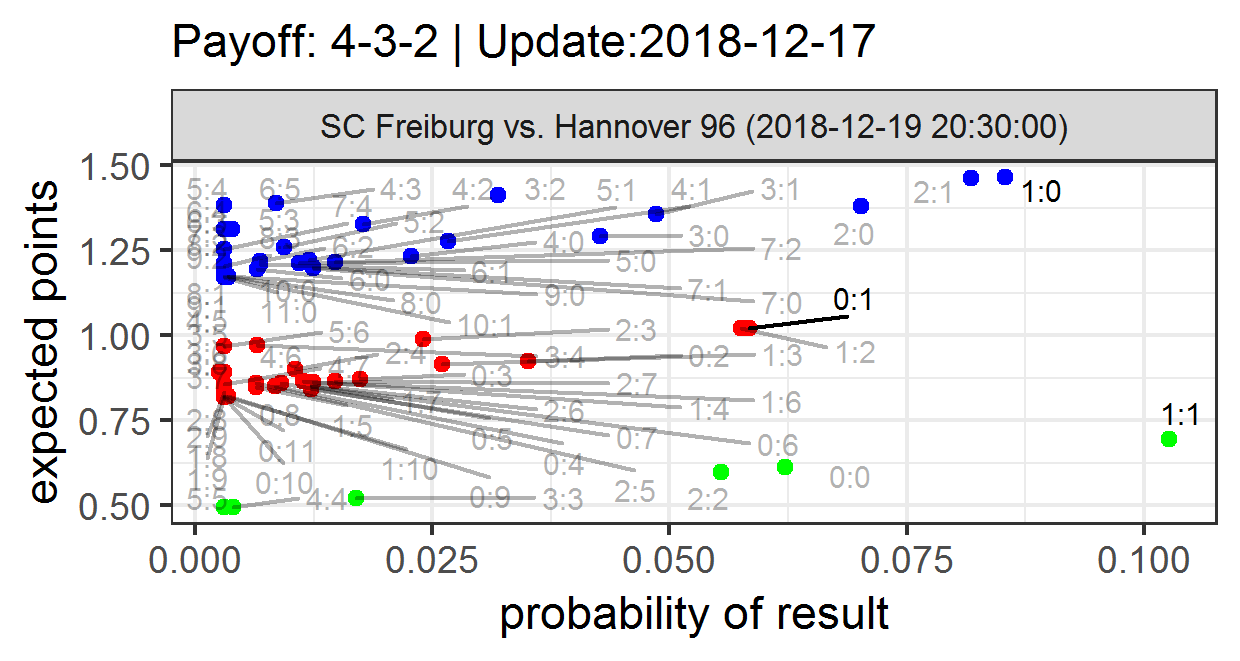 Payoff: 4-3-2 | Update:2018-12-17
SC Freiburg vs. Hannover 96 (2018-12-19 20:30:00)
expected points
1.50
1.25
1.00
0.75
0.50
5:4 6:5 4:3 4:2 3:2 5:1 4:1 3:1 2:1 1:0
7:4 5:3 5:2 2:0
6:2 4:0 3:0 7:2
6:1 5:0
6:0 9:0 7:1 7:0 0:1
10:0 8:0
11:0 10:1
5:6 2:3
4:6 2:4 3:4 0:2 1:3 1:2
4:7 0:3 2:7
1:7 2:6 1:4 1:6
0:8 1:5 1:1
0:5 0:7 0:6
0:11 1:10 0:4 0:0
1:9 0:10 2:5
5:5 4:4 0:9 3:3 2:2
0.000 0.025 0.050 0.075 0.100
probability of result